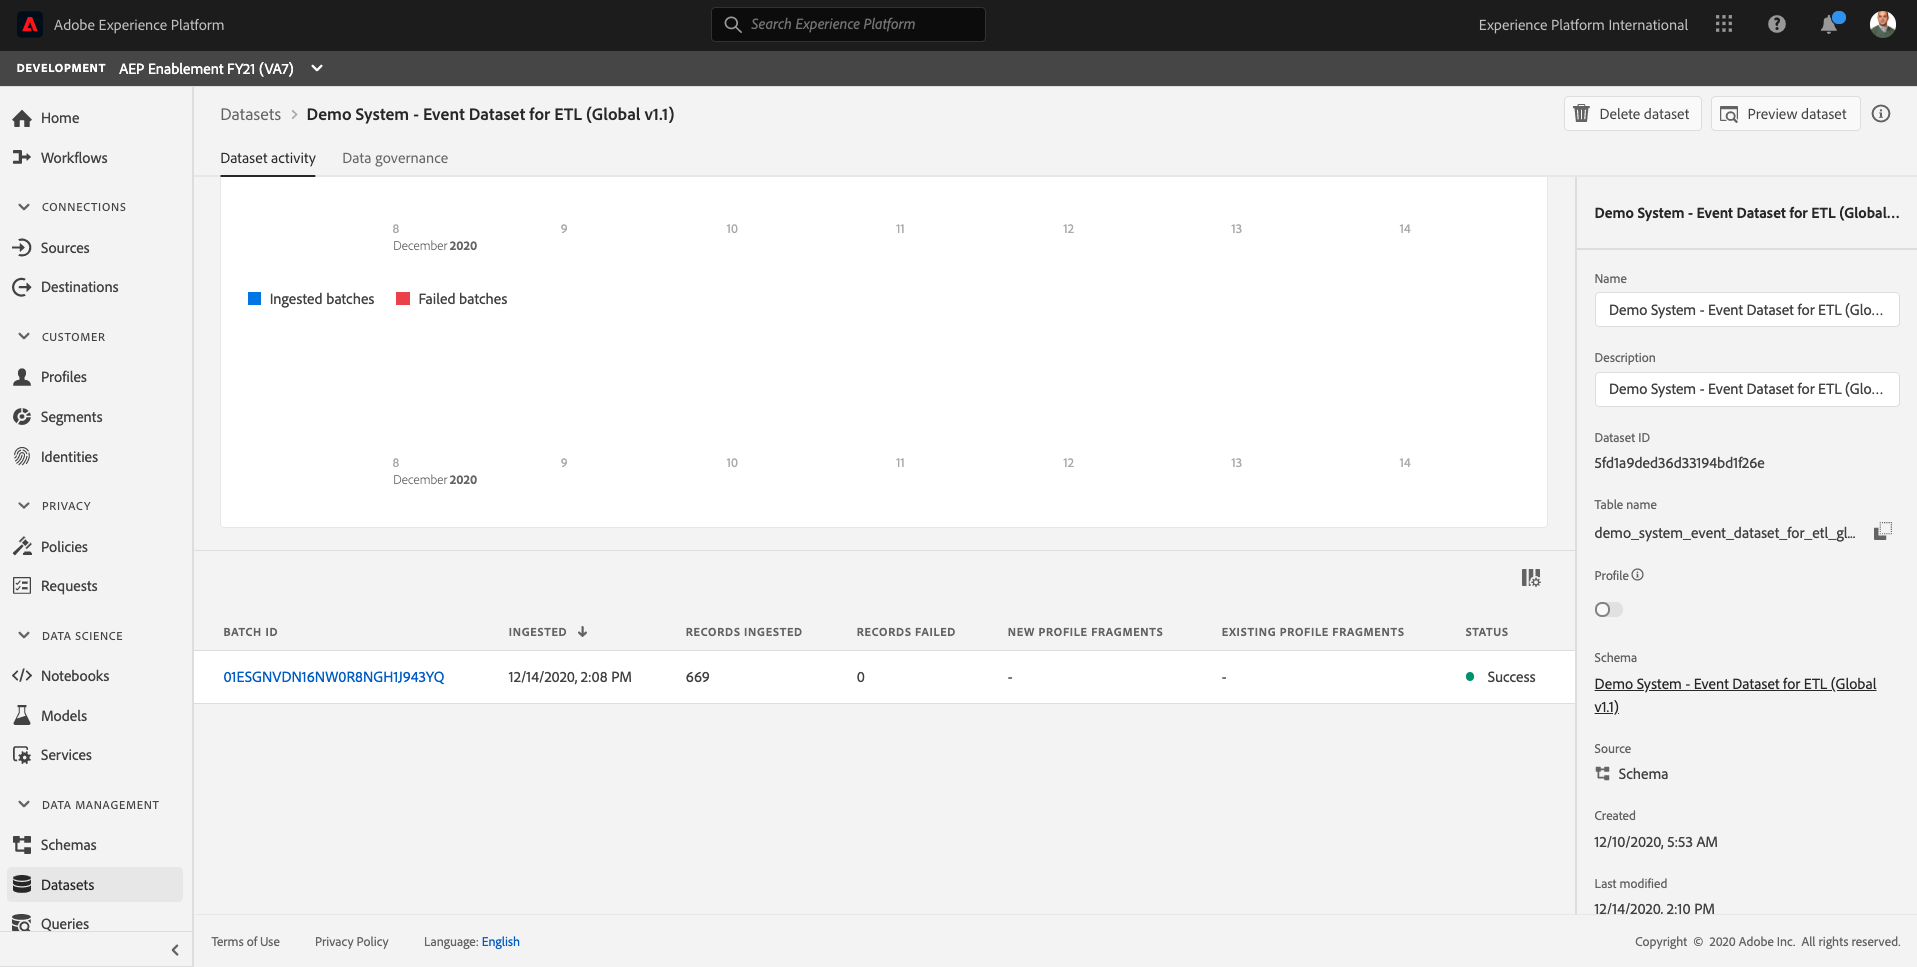 Adobe Experience Platform
Search Experience Platform
Experience Platform International
DEVELOPMENT AEP Enablement FY21 (VA7)
Home
Workflows
CONNECTIONS
Sources
Destinations
CUSTOMER
Profiles
Segments
Identities
PRIVACY
Policies
Requests
DATA SCIENCE
Notebooks
Models
Services
DATA MANAGEMENT
Schemas
Datasets
Queries
Datasets > Demo System - Event Dataset for ETL (Global v1.1)
Delete dataset
Preview dataset
Dataset activity Data governance
8 9 10 11 12 13 14
December 2020
Ingested batches Failed batches
8 9 10 11 12 13 14
December 2020
BATCH ID INGESTED RECORDS INGESTED RECORDS FAILED NEW PROFILE FRAGMENTS EXISTING PROFILE FRAGMENTS STATUS
01ESGNVDN16NW0R8NGH1J943YQ 12/14/2020, 2:08 PM 669 0 - - Success
Demo System - Event Dataset for ETL (Global...
Name
Demo System - Event Dataset for ETL (Glo...
Description
Demo System - Event Dataset for ETL (Glo...
Dataset ID
5fd1a9ded36d33194bd1f26e
Table name
demo_system_event_dataset_for_etl_gl...
Profile
Schema
Demo System - Event Dataset for ETL (Global
v1.1)
Source
Schema
Created
12/10/2020, 5:53 AM
Last modified
12/14/2020, 2:10 PM
Terms of Use Privacy Policy Language: English
Copyright © 2020 Adobe Inc. All rights reserved.